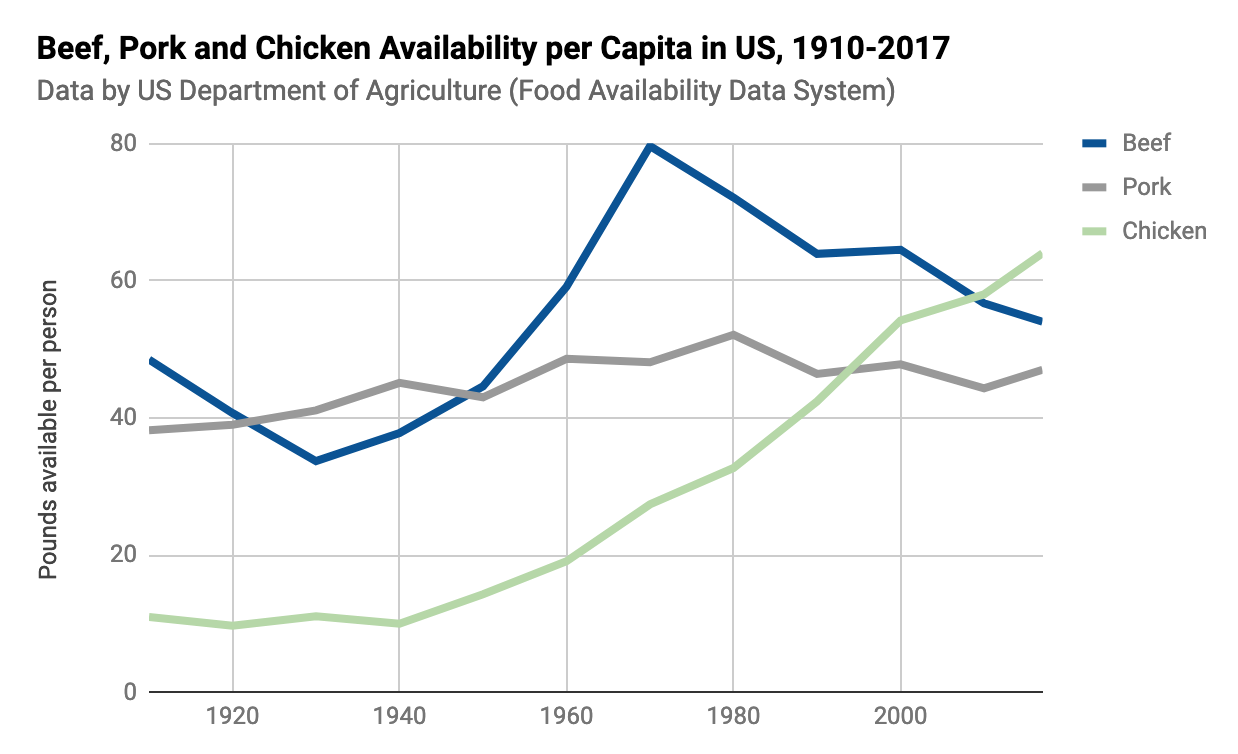 Beef, Pork and Chicken Availability per Capita in US, 1910-2017
Data by US Department of Agriculture (Food Availability Data System)
Pounds available per person
80
60
40
20
0
1920
1940
1960
1980
2000
Beef
Pork
Chicken